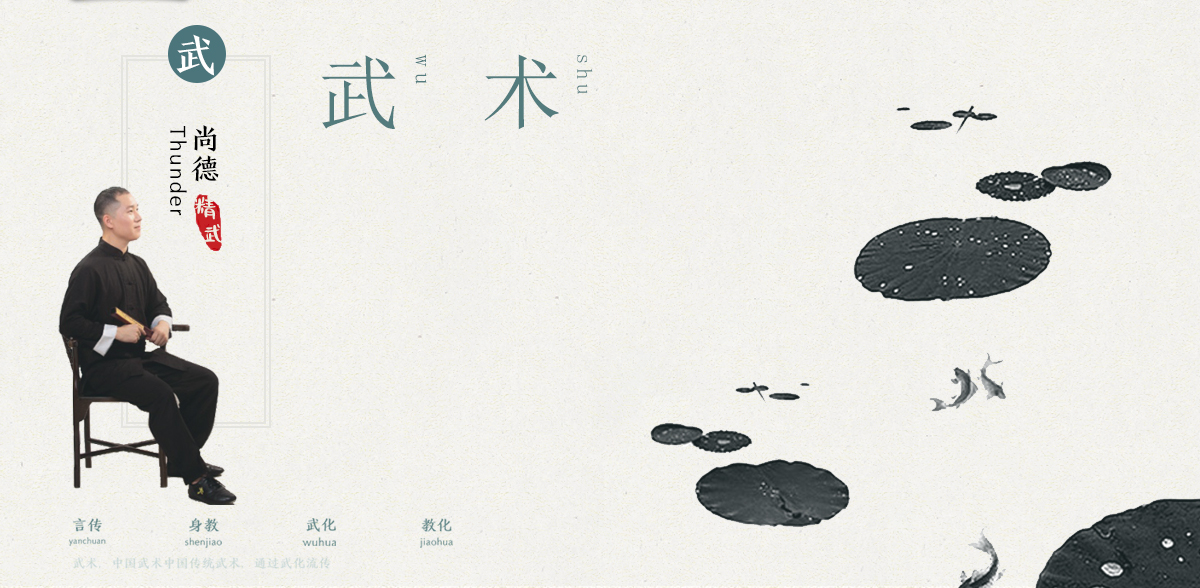 武
武 wu 术 shu
尚德
Thunder
精武
言传 身教 武化 教化
yanchuan shenjiao wuhua jiaohua
武术，中国武术中国传统武术，通过武化流传